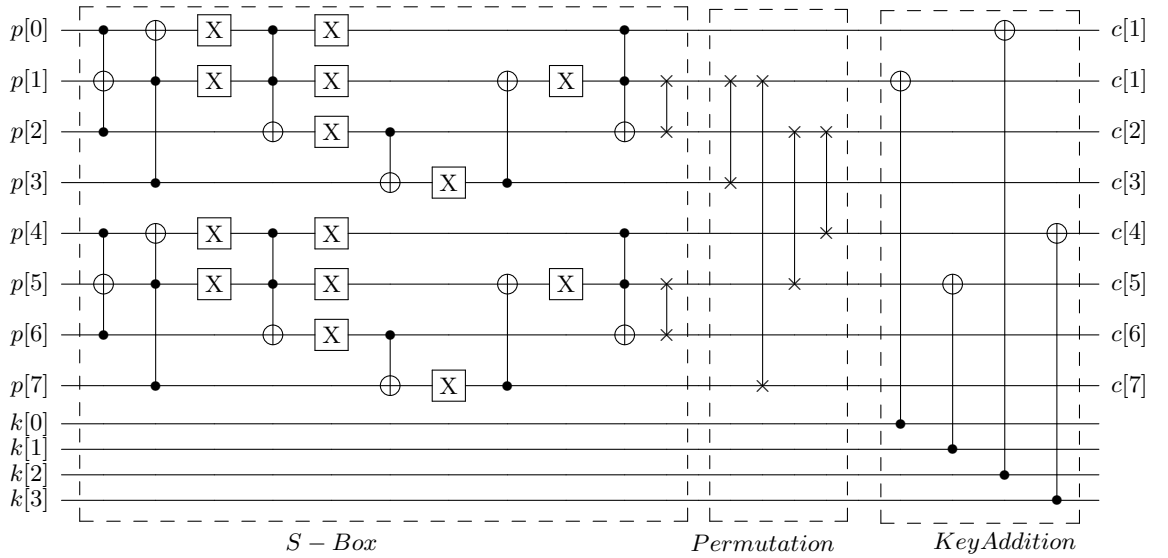 p[0] X X c[1]
p[1] X X X c[1]
p[2] X c[2]
p[3] X c[3]
p[4] X X c[4]
p[5] X X X c[5]
p[6] X c[6]
p[7] X c[7]
k[0]
k[1]
k[2]
k[3]
S − Box Permutation KeyAddition